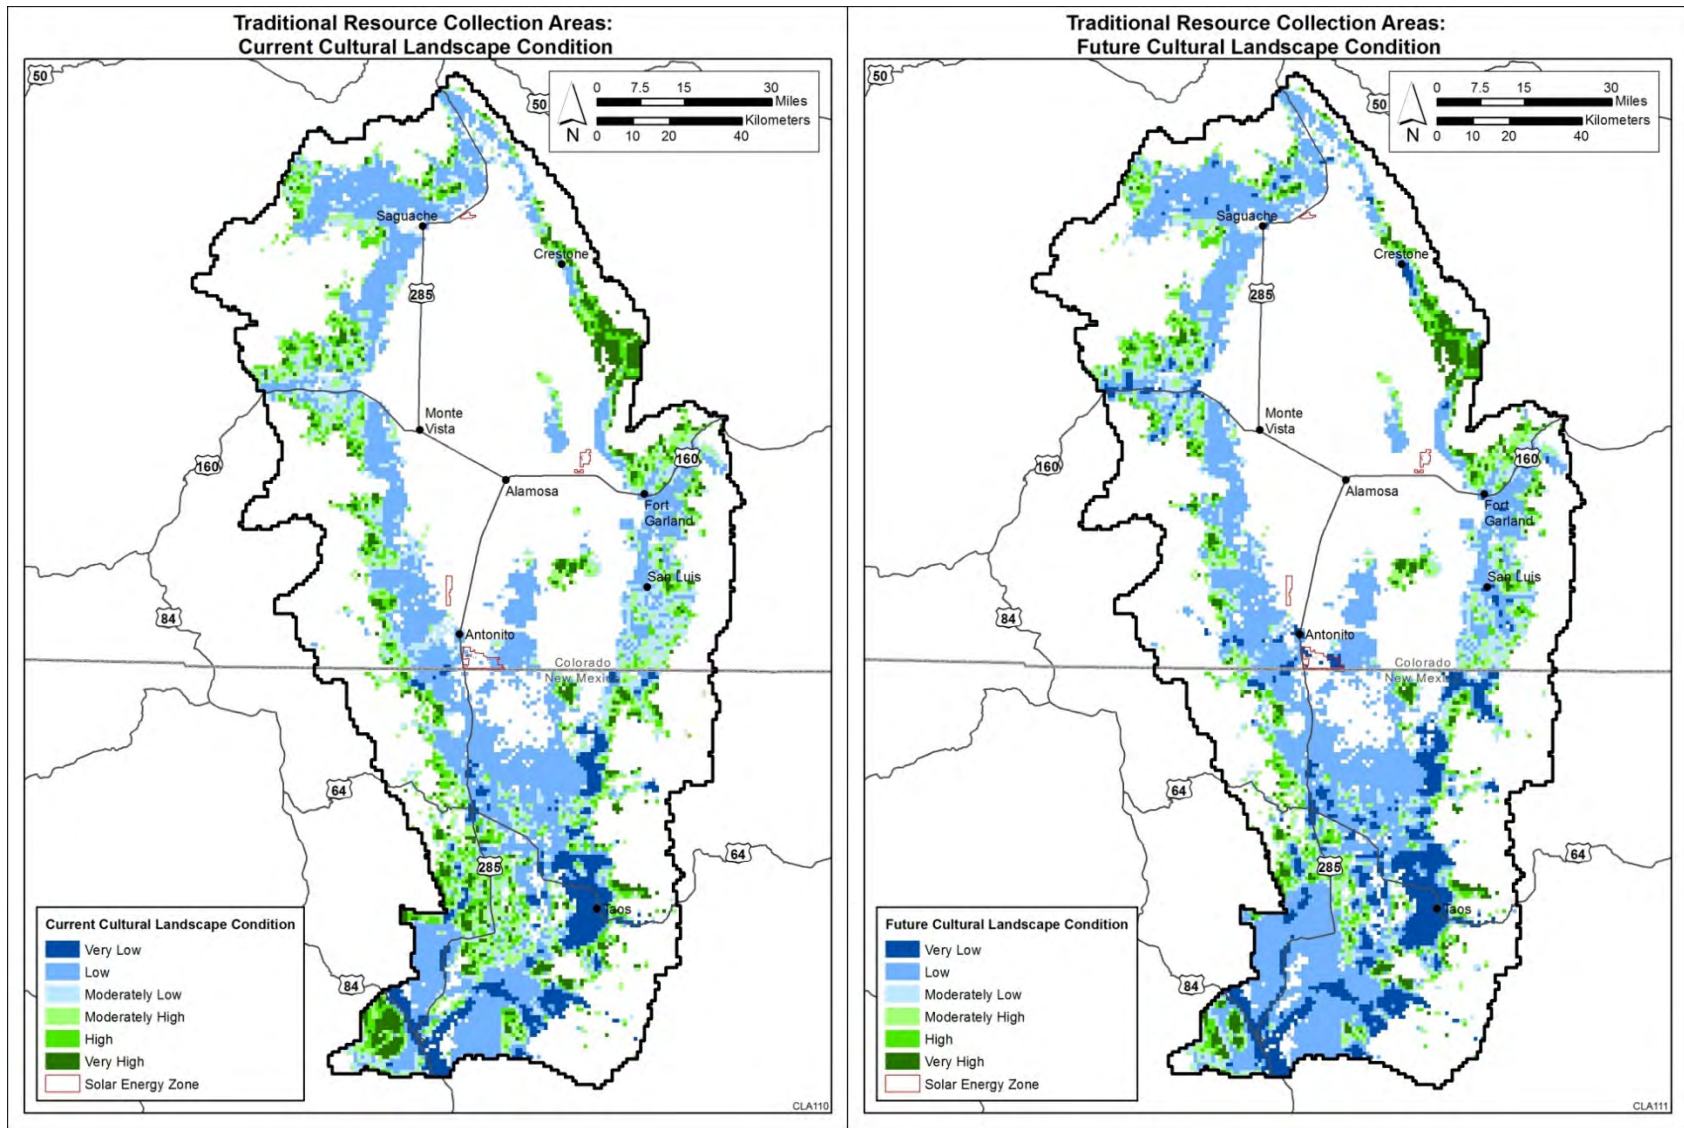 Traditional Resource Collection Areas:
Current Cultural Landscape Condition
50
50
0 7.5 15 30
Miles
Kilometers
0 10 20 40
N
Saguache
Crestone
285
Monte
Vista
160
160
Alamosa
Fort
Garland
San Luis
84
Antonito
Colorado
New Mexico
64
64
285
Taos
84
Current Cultural Landscape Condition
Very Low
Low
Moderately Low
Moderately High
High
Very High
Solar Energy Zone
CLA110
Traditional Resource Collection Areas:
Future Cultural Landscape Condition
50
50
0 7.5 15 30
Miles
Kilometers
0 10 20 40
N
Saguache
Crestone
285
Monte
Vista
160
160
Alamosa
Fort
Garland
San Luis
84
Antonito
Colorado
New Mexico
64
64
285
Taos
84
Future Cultural Landscape Condition
Very Low
Low
Moderately Low
Moderately High
High
Very High
Solar Energy Zone
CLA111